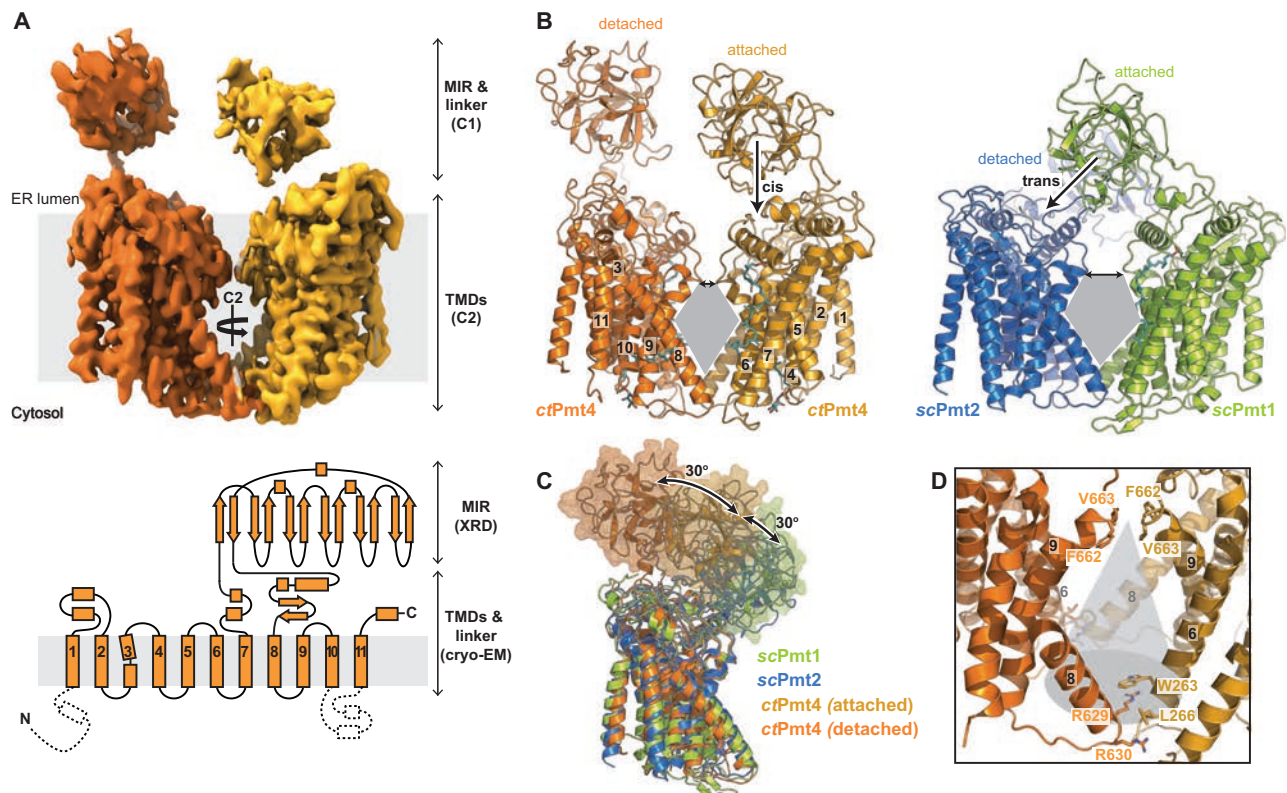 A
MIR &
linker
(C1)
ER lumen
C2
TMDs
(C2)
Cytosol
MIR
(XRD)
TMDs &
linker
(cryo-EM)
C
1 2 3 4 5 6 7 8 9 10 11
N
B
detached
attached
cis
3
11
10 9 8
2 1
5
7
6
4
ctPmt4
ctPmt4
attached
detached
trans
scPmt2
scPmt1
C
30°
30°
scPmt1
scPmt2
ctPmt4 (attached)
ctPmt4 (detached)
D
V663
F662
9
F662
V663
9
6
8
6
8
W263
R629
L266
R630